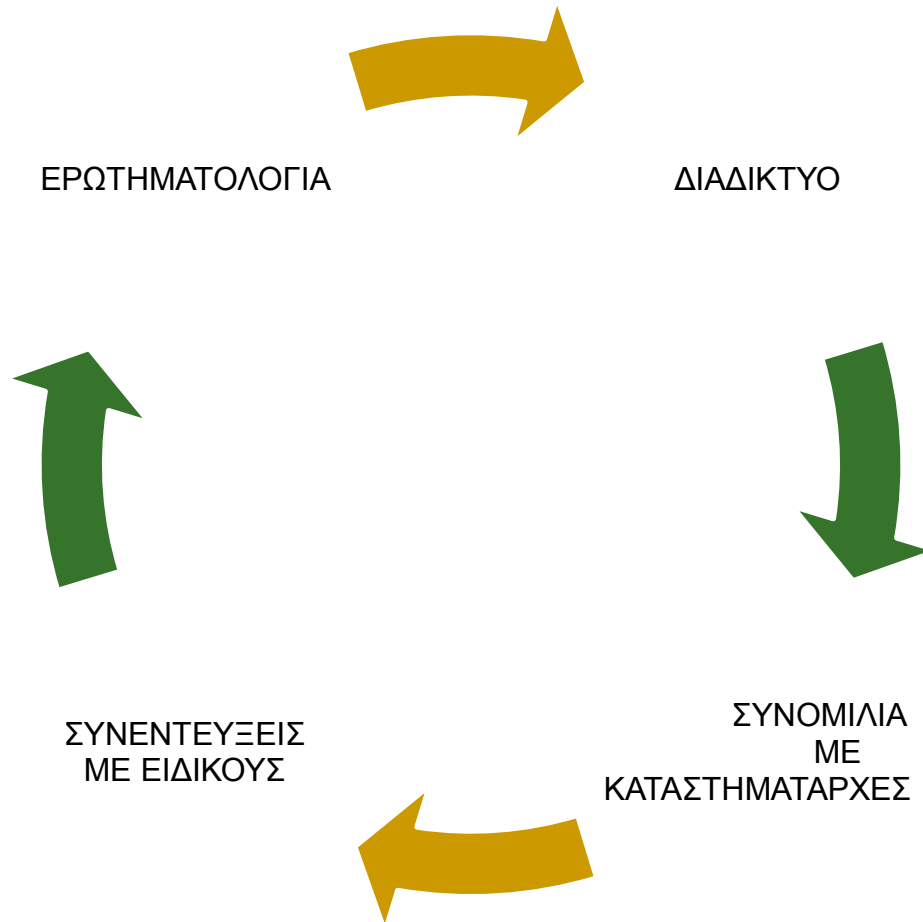 ΕΡΩΤΗΜΑΤΟΛΟΓΙΑ
ΔΙΑΔΙΚΤΥΟ
ΣΥΝΟΜΙΛΙΑ
ΜΕ
ΚΑΤΑΣΤΗΜΑΤΑΡΧΕΣ
ΣΥΝΕΝΤΕΥΞΕΙΣ
ΜΕ ΕΙΔΙΚΟΥΣ